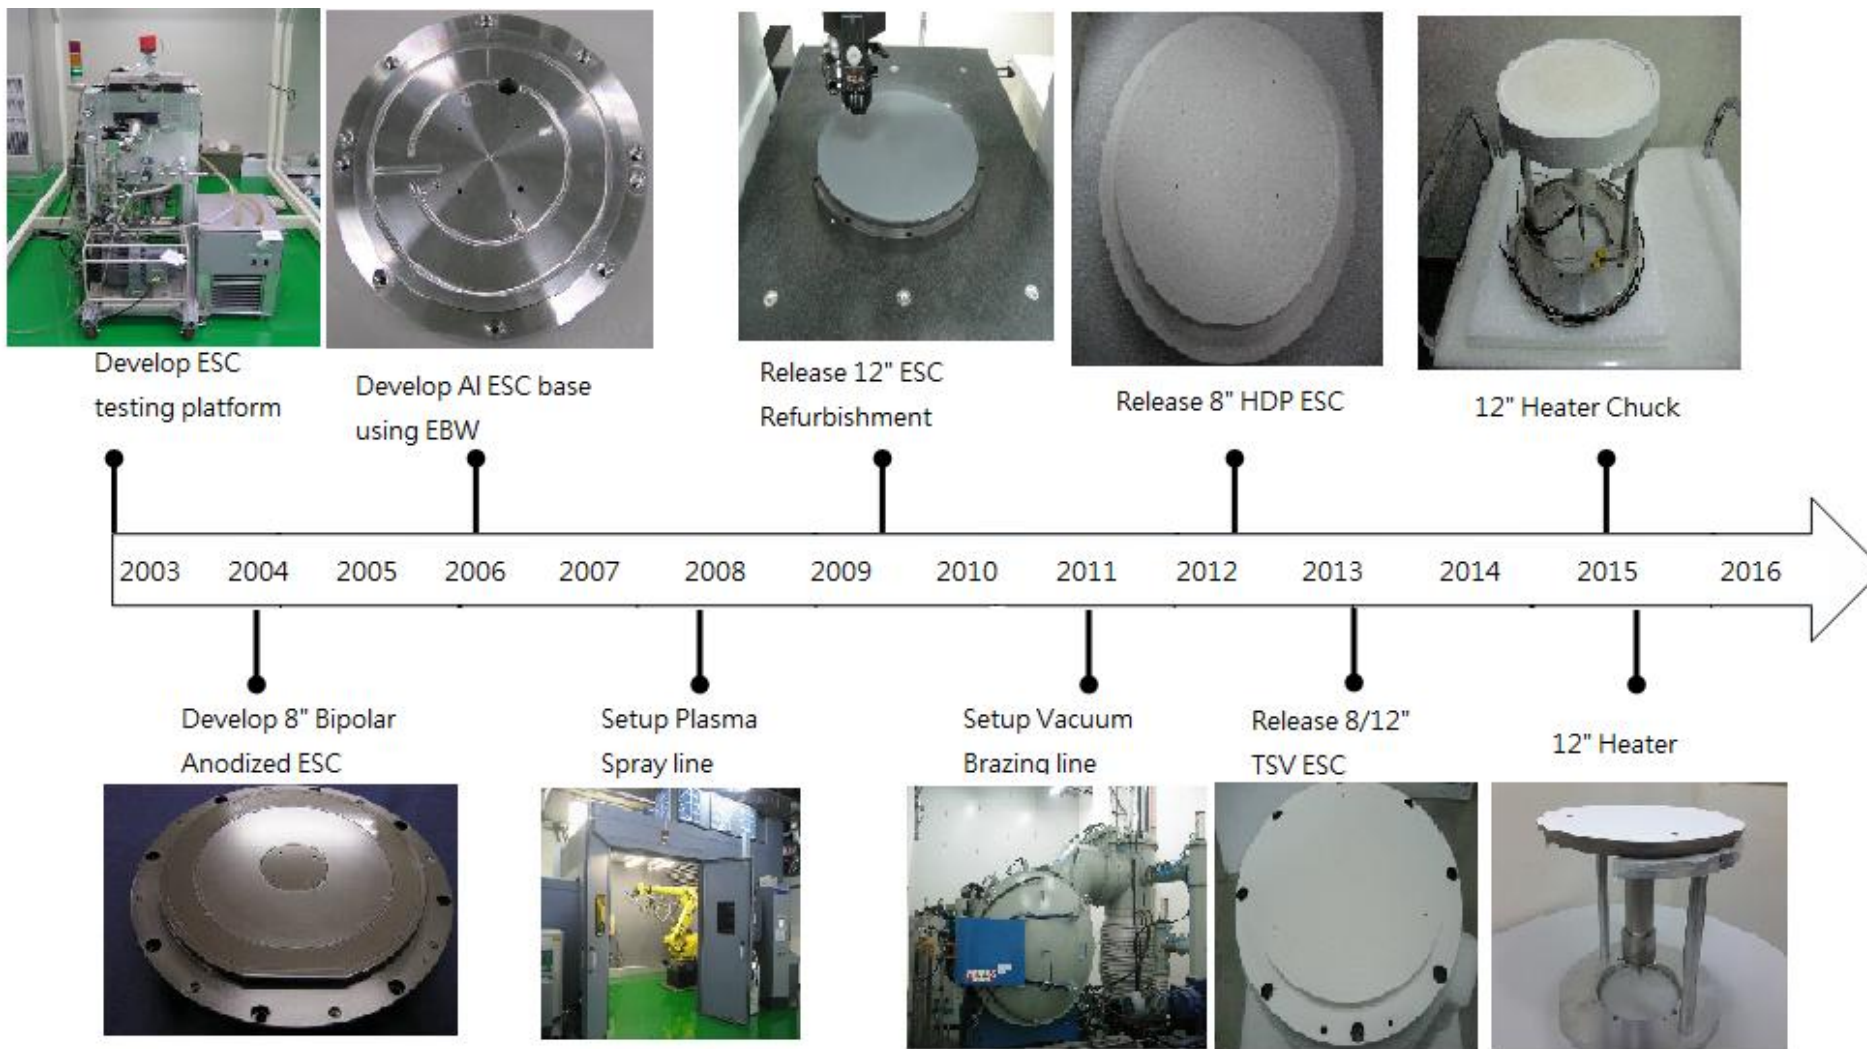 Develop ESC
testing platform
Develop Al ESC base
using EBW
Release 12" ESC
Refurbishment
Release 8" HDP ESC
12" Heater Chuck
2003 2004 2005 2006 2007 2008 2009 2010 2011 2012 2013 2014 2015 2016
Develop 8" Bipolar
Anodized ESC
Setup Plasma
Spray line
Setup Vacuum
Brazing line
Release 8/12"
TSV ESC
12" Heater